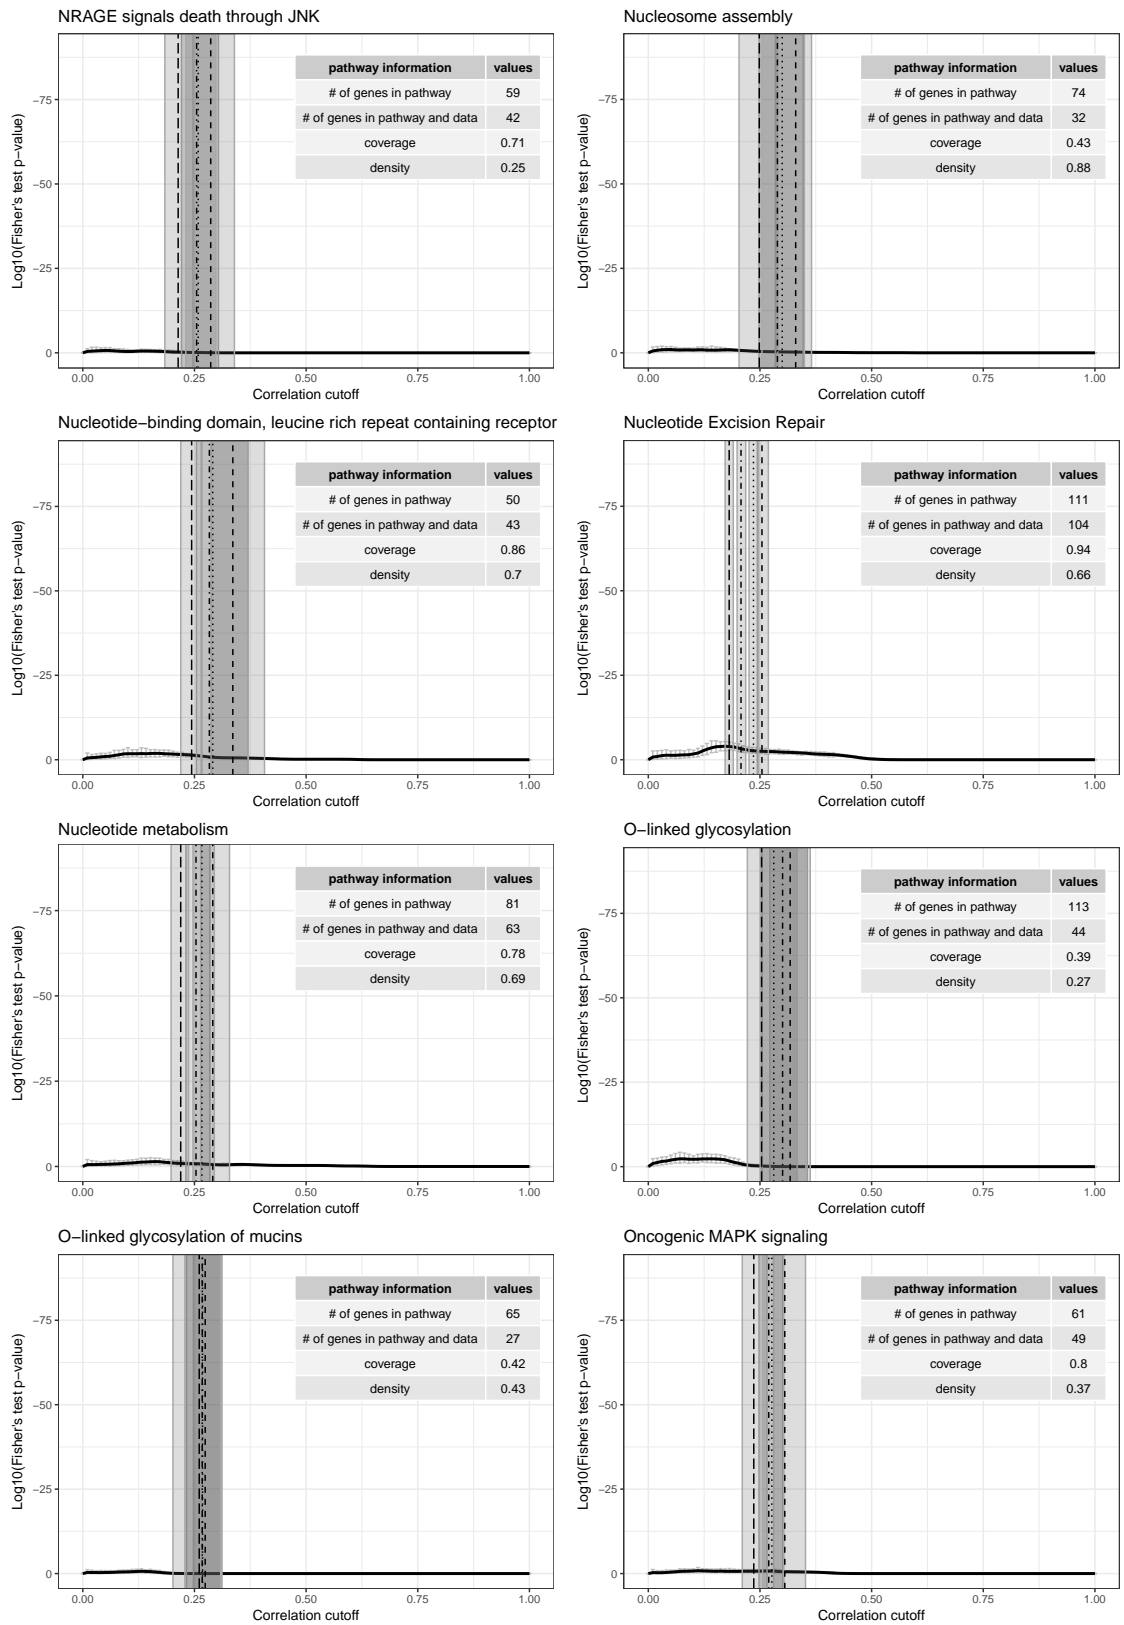 NRAGE signals death through JNK
pathway information values
# of genes in pathway 59
# of genes in pathway and data 42
coverage 0.71
density 0.25
−75
−50
−25
0
Log10(Fisher's test p−value)
0.00 0.25 0.50 0.75 1.00
Correlation cutoff
Nucleosome assembly
pathway information values
# of genes in pathway 74
# of genes in pathway and data 32
coverage 0.43
density 0.88
−75
−50
−25
0
Log10(Fisher's test p−value)
0.00 0.25 0.50 0.75 1.00
Correlation cutoff
Nucleotide−binding domain, leucine rich repeat containing receptor
pathway information values
# of genes in pathway 50
# of genes in pathway and data 43
coverage 0.86
density 0.7
−75
−50
−25
0
Log10(Fisher's test p−value)
0.00 0.25 0.50 0.75 1.00
Correlation cutoff
Nucleotide Excision Repair
pathway information values
# of genes in pathway 111
# of genes in pathway and data 104
coverage 0.94
density 0.66
−75
−50
−25
0
Log10(Fisher's test p−value)
0.00 0.25 0.50 0.75 1.00
Correlation cutoff
Nucleotide metabolism
pathway information values
# of genes in pathway 81
# of genes in pathway and data 63
coverage 0.78
density 0.69
−75
−50
−25
0
Log10(Fisher's test p−value)
0.00 0.25 0.50 0.75 1.00
Correlation cutoff
O−linked glycosylation
pathway information values
# of genes in pathway 113
# of genes in pathway and data 44
coverage 0.39
density 0.27
−75
−50
−25
0
Log10(Fisher's test p−value)
0.00 0.25 0.50 0.75 1.00
Correlation cutoff
O−linked glycosylation of mucins
pathway information values
# of genes in pathway 65
# of genes in pathway and data 27
coverage 0.42
density 0.43
−75
−50
−25
0
Log10(Fisher's test p−value)
0.00 0.25 0.50 0.75 1.00
Correlation cutoff
Oncogenic MAPK signaling
pathway information values
# of genes in pathway 61
# of genes in pathway and data 49
coverage 0.8
density 0.37
−75
−50
−25
0
Log10(Fisher's test p−value)
0.00 0.25 0.50 0.75 1.00
Correlation cutoff